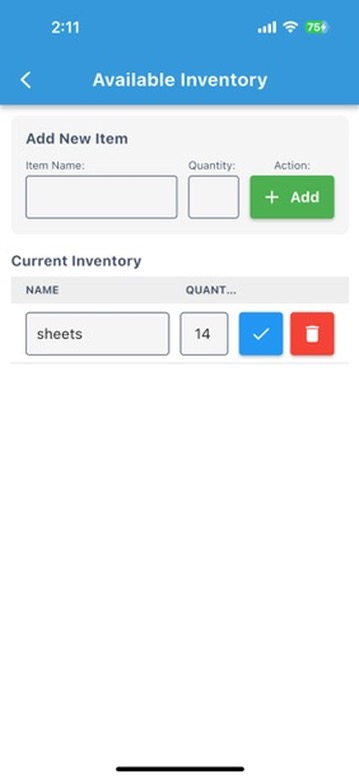 2:11
75
Available Inventory
Add New Item
Item Name: Quantity: Action:
+ Add
Current Inventory
NAME QUANT...
sheets 14